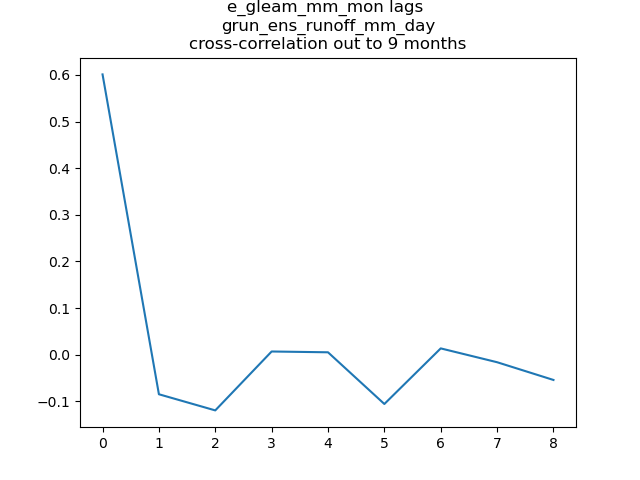 e_gleam_mm_mon lags
grun_ens_runoff_mm_day
cross-correlation out to 9 months
0.6
0.5
0.4
0.3
0.2
0.1
0.0
−0.1
0 1 2 3 4 5 6 7 8